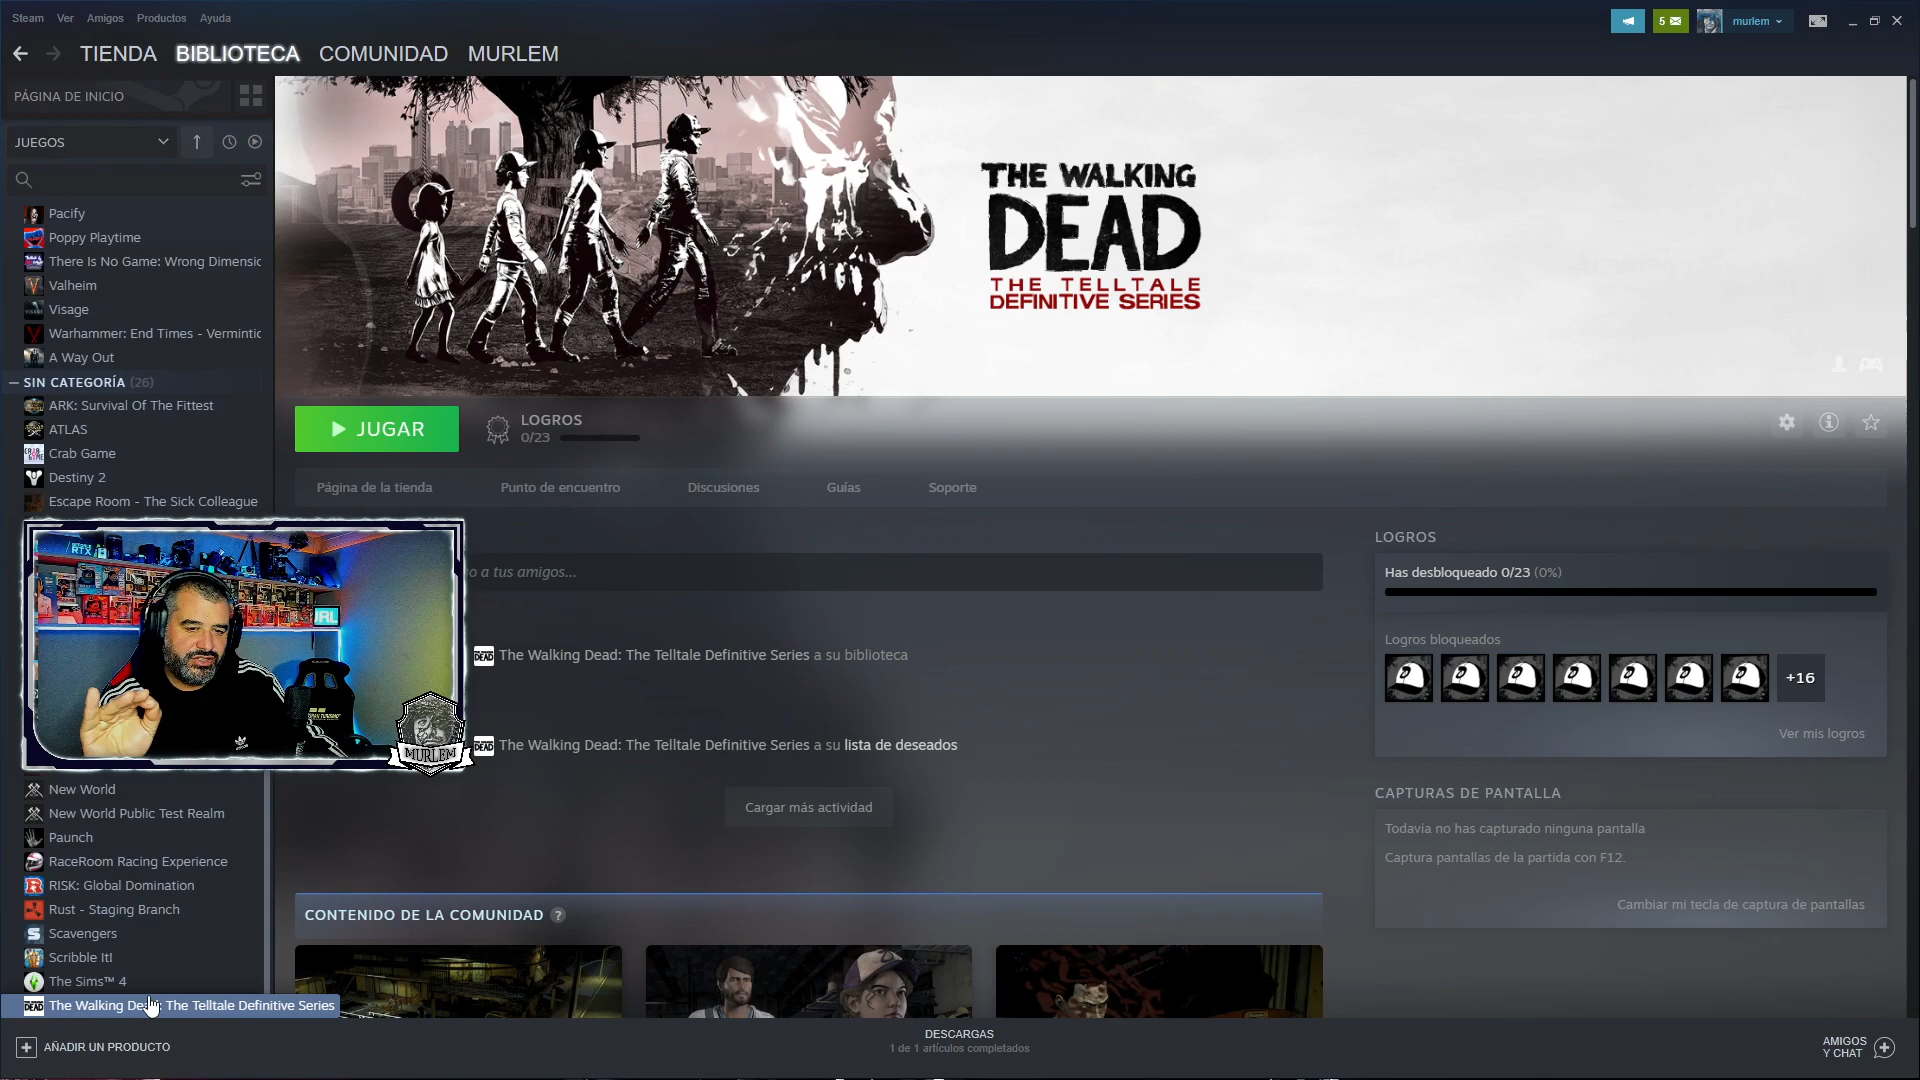 Steam Ver Amigos Productos Ayuda
5
murlem
TIENDA BIBLIOTECA COMUNIDAD MURLEM
PÁGINA DE INICIO
JUEGOS
Pacify
Poppy Playtime
There Is No Game: Wrong Dimensic
Valheim
Visage
Warhammer: End Times - Vermintic
A Way Out
SIN CATEGORÍA (26)
ARK: Survival Of The Fittest
ATLAS
Crab Game
Destiny 2
Escape Room - The Sick Colleague
THE WALKING
DEAD
THE TELLTALE
DEFINITIVE SERIES
JUGAR
LOGROS
0/23
Página de la tienda Punto de encuentro Discusiones Guías Soporte
o a tus amigos...
The Walking Dead: The Telltale Definitive Series a su biblioteca
The Walking Dead: The Telltale Definitive Series a su lista de deseados
Cargar más actividad
LOGROS
Has desbloqueado 0/23 (0%)
Logros bloqueados
+16
Ver mis logros
CAPTURAS DE PANTALLA
Todavía no has capturado ninguna pantalla
Captura pantallas de la partida con F12.
Cambiar mi tecla de captura de pantallas
RTX
URL
GRAN TURISMO
MURLEM
New World
New World Public Test Realm
Paunch
RaceRoom Racing Experience
RISK: Global Domination
Rust - Staging Branch
Scavengers
Scribble It!
The Sims™ 4
The Walking De : The Telltale Definitive Series
CONTENIDO DE LA COMUNIDAD ?
AÑADIR UN PRODUCTO
DESCARGAS
1 de 1 artículos completados
AMIGOS
Y CHAT